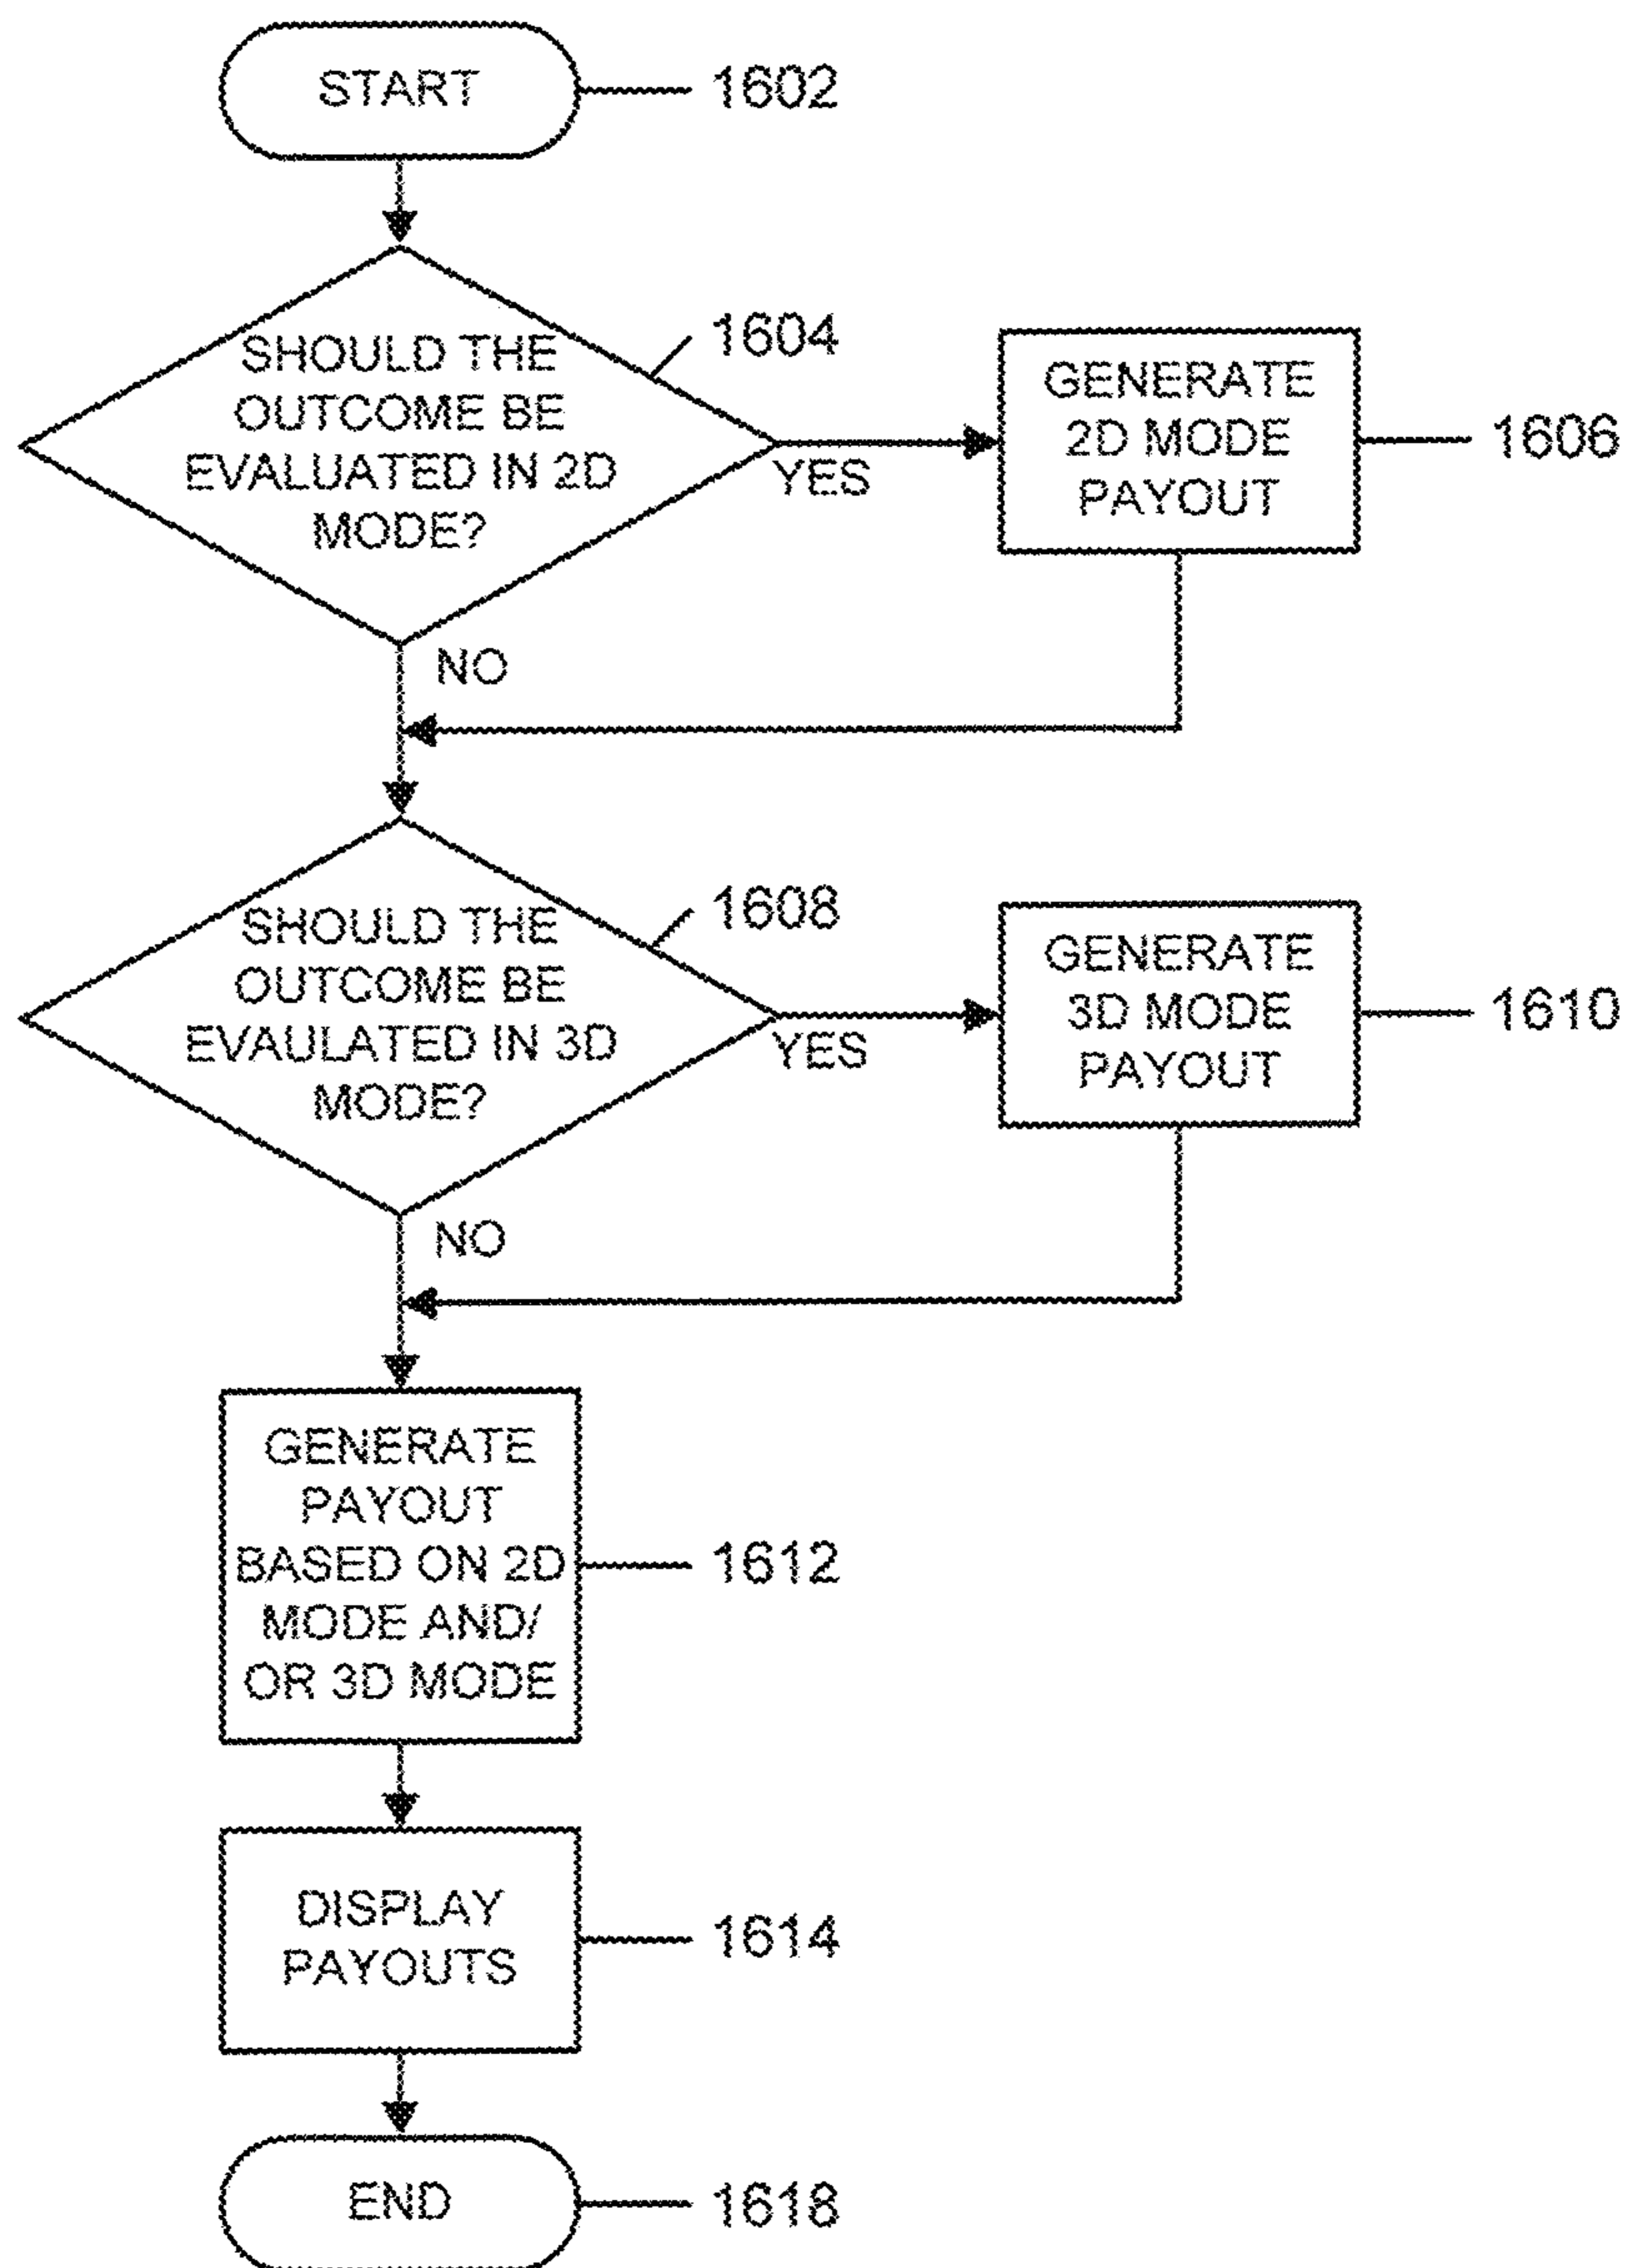 START
1602
SHOULD THE
OUTCOME BE
EVALUATED IN 2D
MODE?
1604
YES
NO
GENERATE
2D MODE
PAYOUT
1606
SHOULD THE
OUTCOME BE
EVAULATED IN 3D
MODE?
1608
YES
NO
GENERATE
3D MODE
PAYOUT
1610
GENERATE
PAYOUT
BASED ON 2D
MODE AND/
OR 3D MODE
1612
DISPLAY
PAYOUTS
1614
END
1618